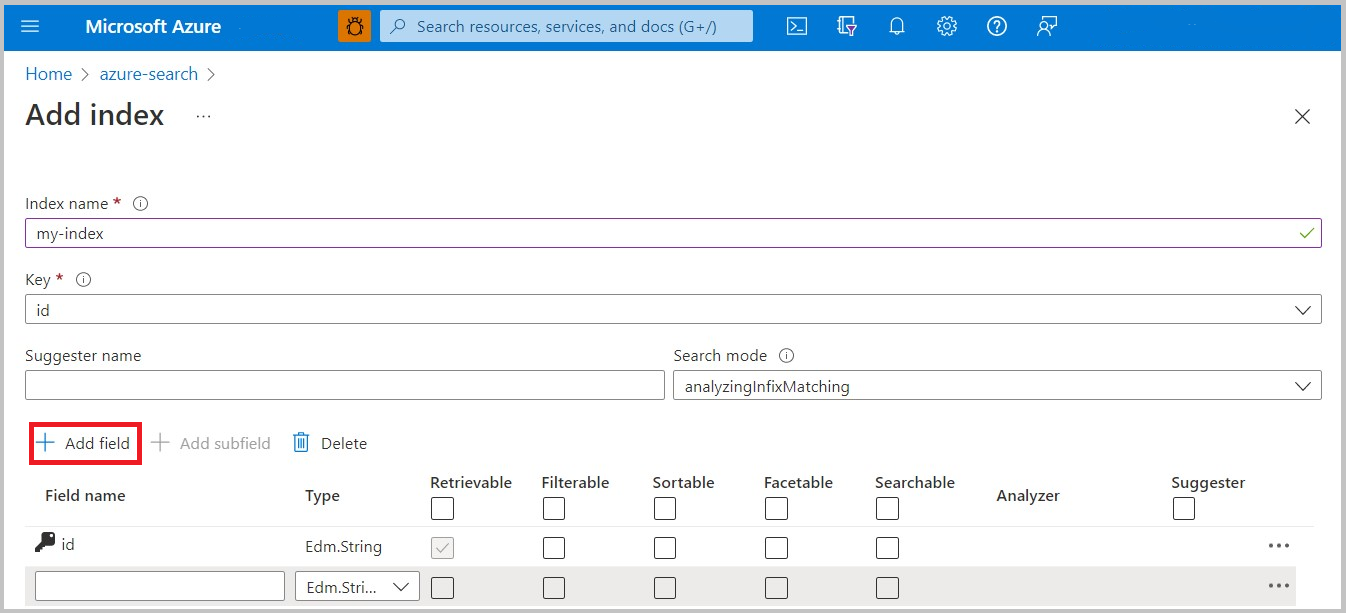 Microsoft Azure Search resources, services, and docs (G+/)
Home > azure-search >
Add index ...
Index name *
my-index
Key *
id
Suggester name Search mode
analyzingInfixMatching
Add field Add subfield Delete
Field name Type Retrievable Filterable Sortable Facetable Searchable Analyzer Suggester
id Edm.String
Edm.Stri...